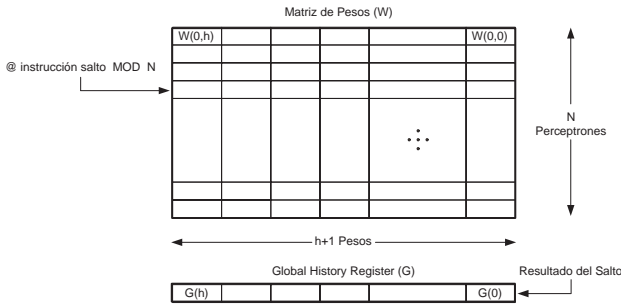 Matriz de Pesos (W)
W(0,h)
W(0,0)
@ instrucción salto MOD N
N
Perceptrones
h+1 Pesos
Global History Register (G)
Resultado del Salto
G(h)
G(0)